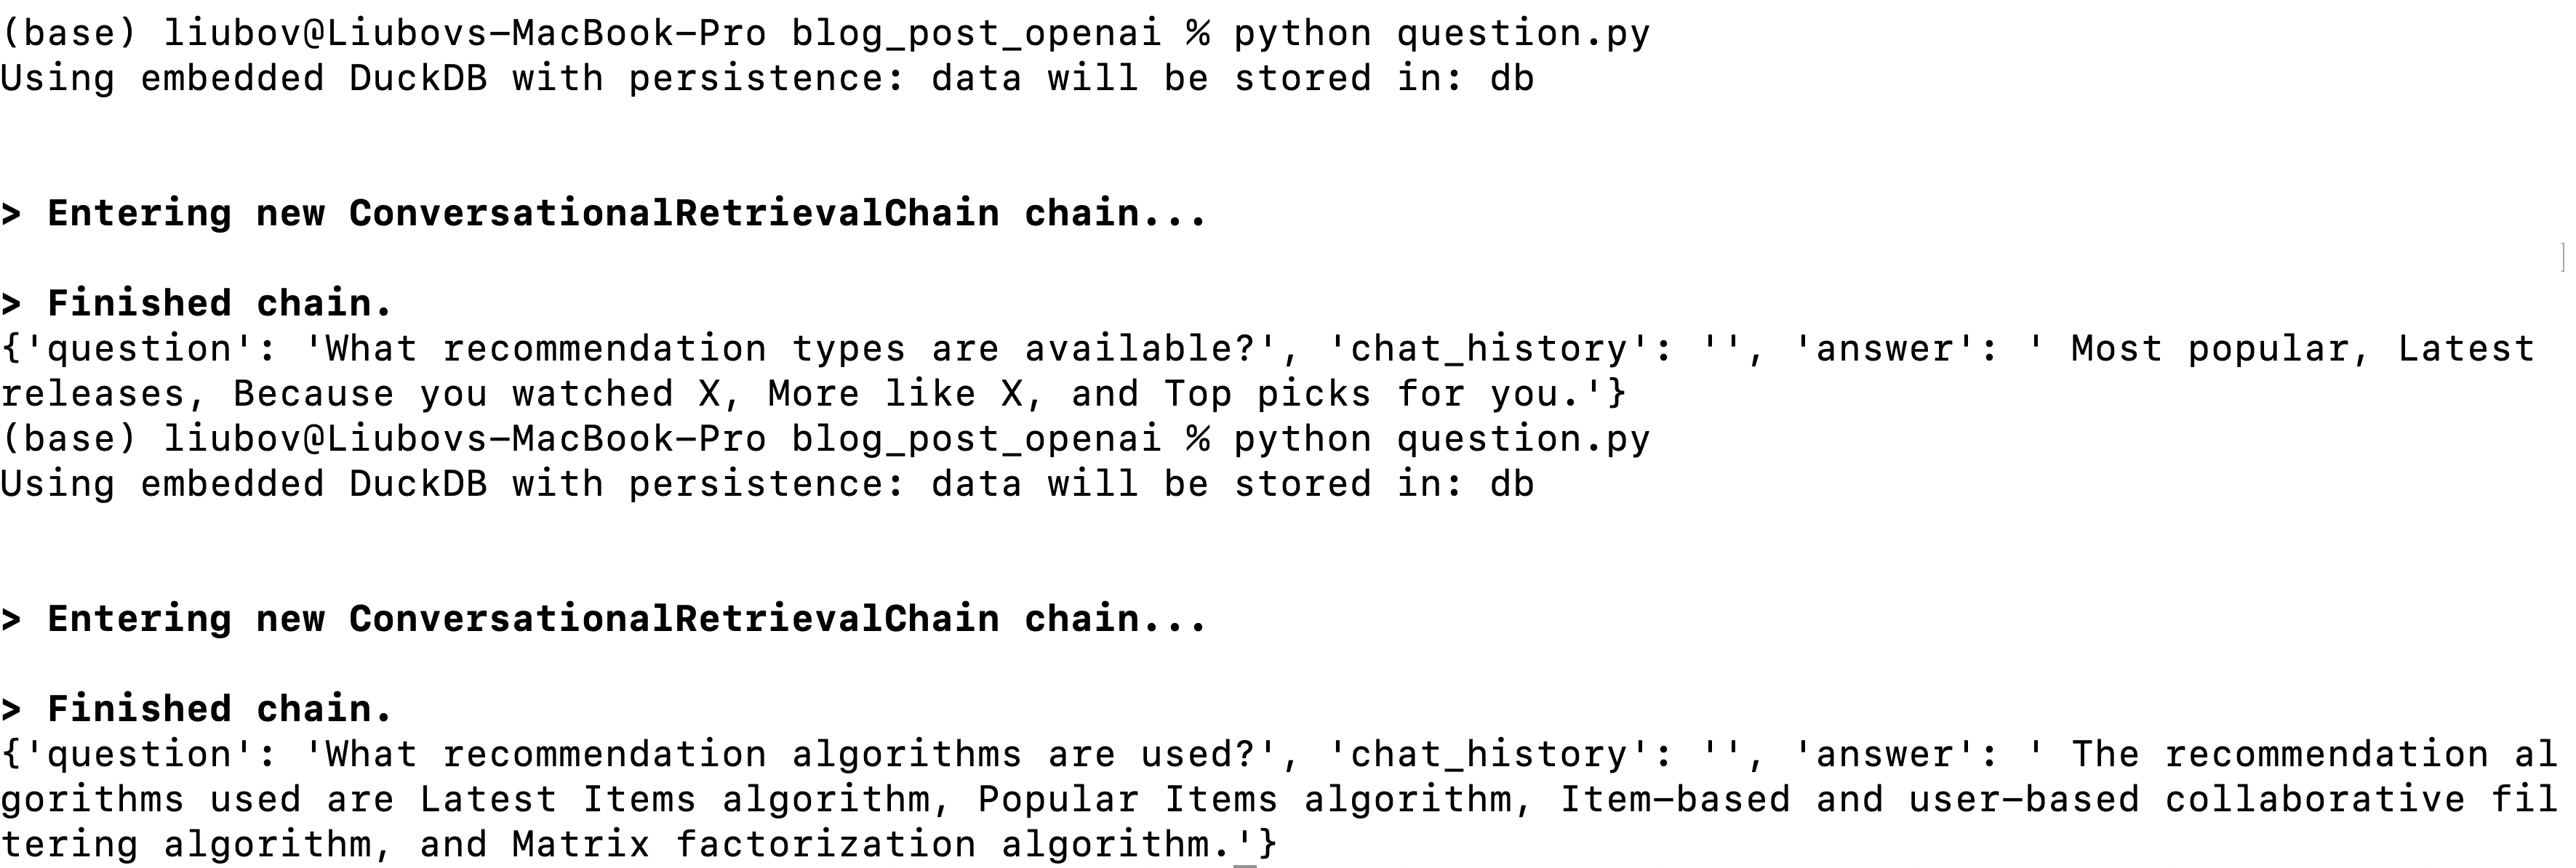 (base) liubov@Liubovs-MacBook-Pro blog_post_openai % python question.py
Using embedded DuckDB with persistence: data will be stored in: db
> Entering new ConversationalRetrievalChain chain...
]
> Finished chain.
{'question': 'What recommendation types are available?', 'chat_history': '', 'answer': ' Most popular, Latest
releases, Because you watched X, More like X, and Top picks for you.'}
(base) liubov@Liubovs-MacBook-Pro blog_post_openai % python question.py
Using embedded DuckDB with persistence: data will be stored in: db
> Entering new ConversationalRetrievalChain chain...
> Finished chain.
{'question': 'What recommendation algorithms are used?', 'chat_history': '', 'answer': ' The recommendation al
gorithms used are Latest Items algorithm, Popular Items algorithm, Item-based and user-based collaborative fil
tering algorithm, and Matrix factorization algorithm.'}